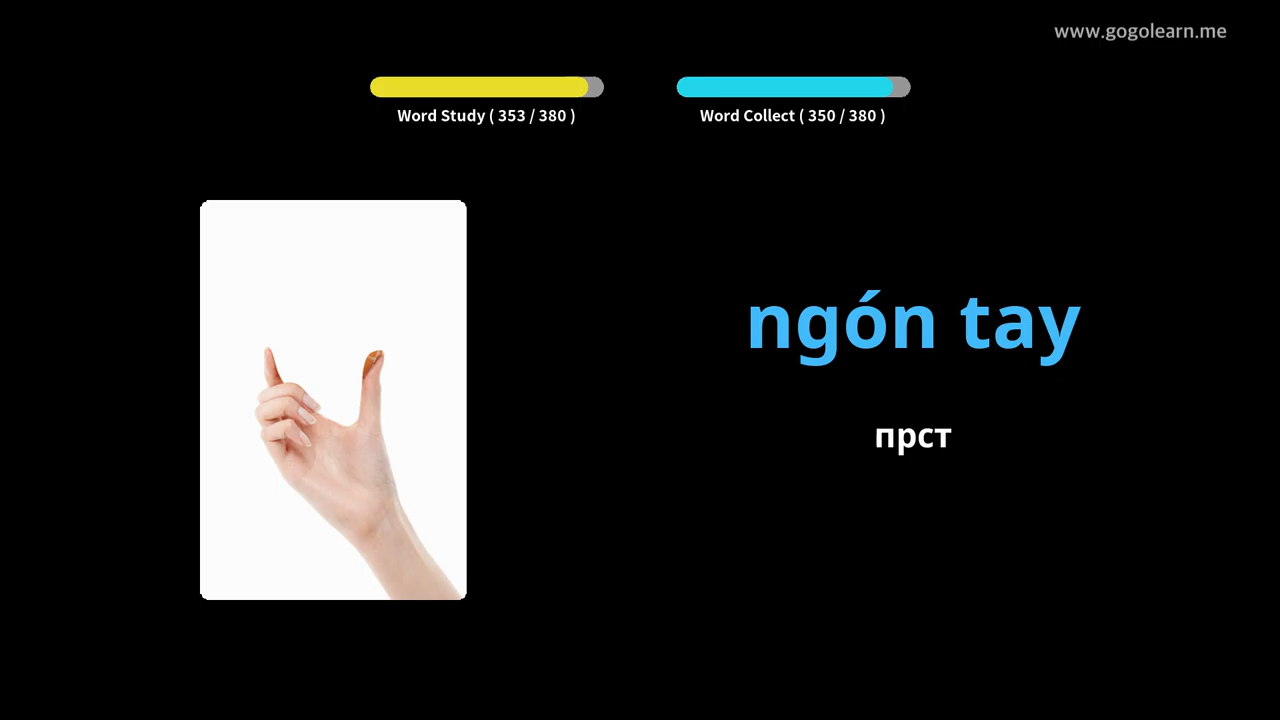 www.gogolearn.me
Word Study ( 353 / 380 )
Word Collect ( 350 / 380 )
ngón tay
прст